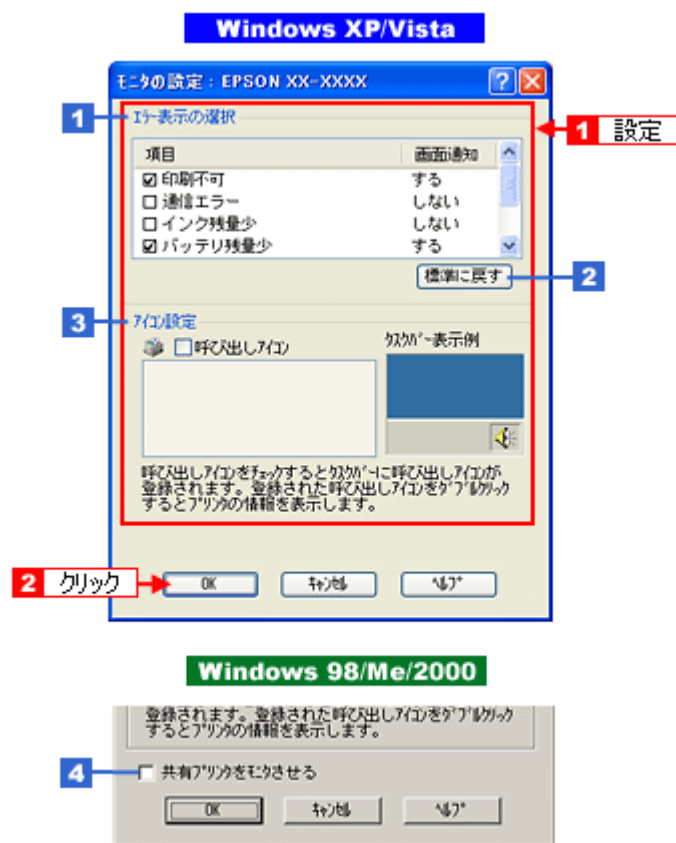 Windows XP/Vista
ﾓﾆﾀの設定 : EPSON XX-XXXX
1 ｴﾗｰ表示の選択
1 設定
項目 画面通知
印刷不可 する
通信エラー しない
インク残量少 しない
バッテリ残量少 する
標準に戻す 2
3 ｱｲｺﾝ設定
呼び出しｱｲｺﾝ ﾀｽｸﾊﾞｰ表示例
呼び出しｱｲｺﾝをﾁｪｯｸするとﾀｽｸﾊﾞｰに呼び出しｱｲｺﾝが
登録されます。登録された呼び出しｱｲｺﾝをﾀﾞﾌﾞﾙｸﾘｯｸ
するとﾌﾟﾘﾝﾀの情報を表示します。
2 クリック OK ｷｬﾝｾﾙ ﾍﾙﾌﾟ
Windows 98/Me/2000
登録されます。登録された呼び出しｱｲｺﾝをﾀﾞﾌﾞﾙｸﾘｯｸ
するとﾌﾟﾘﾝﾀの情報を表示します。
4 共有ﾌﾟﾘﾝﾀをﾓﾆﾀさせる
OK ｷｬﾝｾﾙ ﾍﾙﾌﾟ